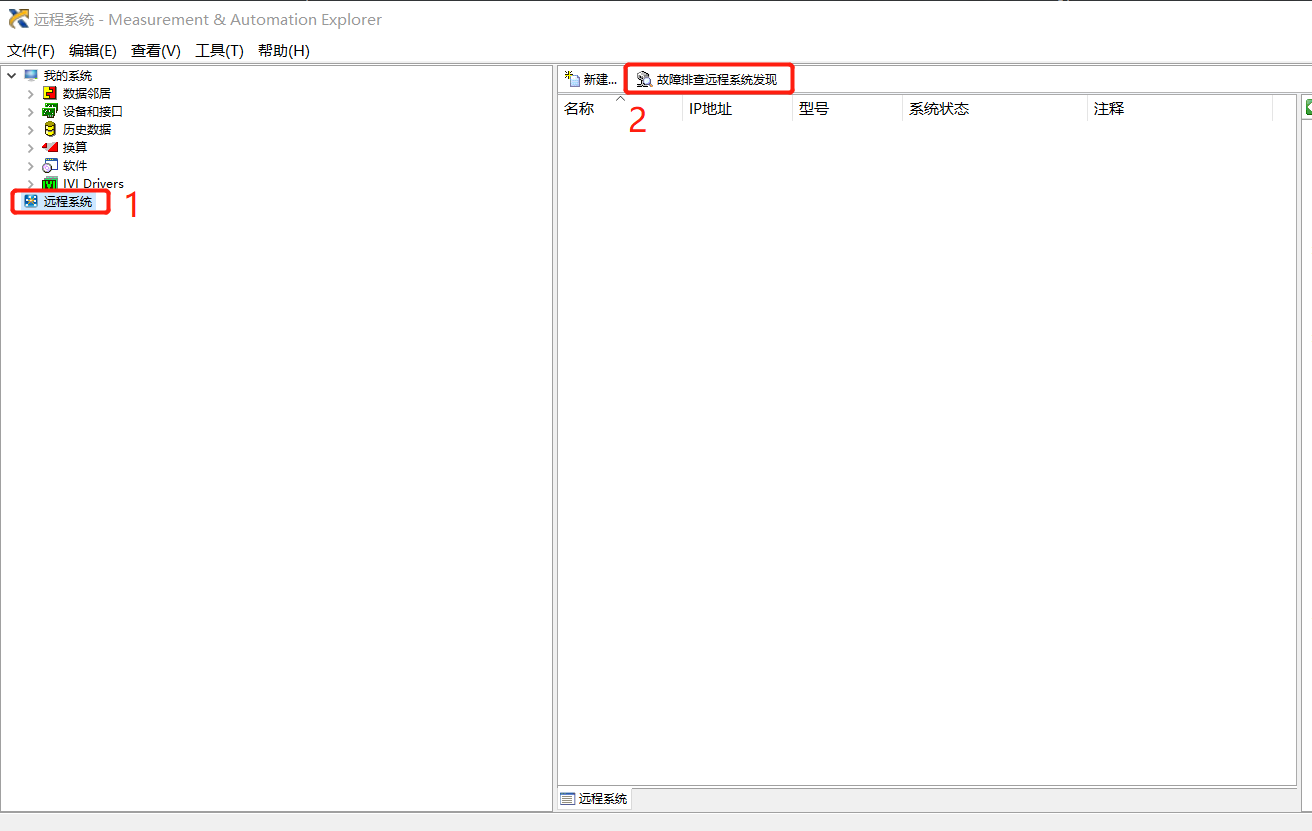 远程系统 - Measurement & Automation Explorer
文件(F) 编辑(E) 查看(V) 工具(T) 帮助(H)
我的系统
数据邻居
设备和接口
历史数据
换算
软件
IVI Drivers
远程系统
1
新建...
故障排查远程系统发现
2
名称 IP地址 型号 系统状态 注释
远程系统